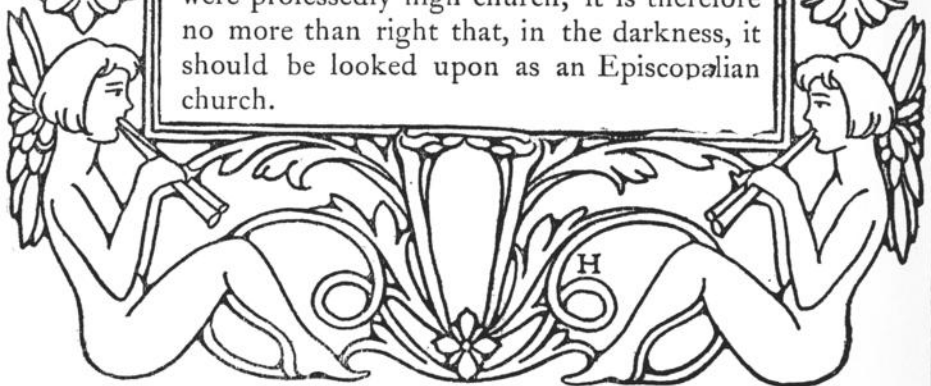 were professedly high church, it is therefore
no more than right that, in the darkness, it
should be looked upon as an Episcopalian
church.
H